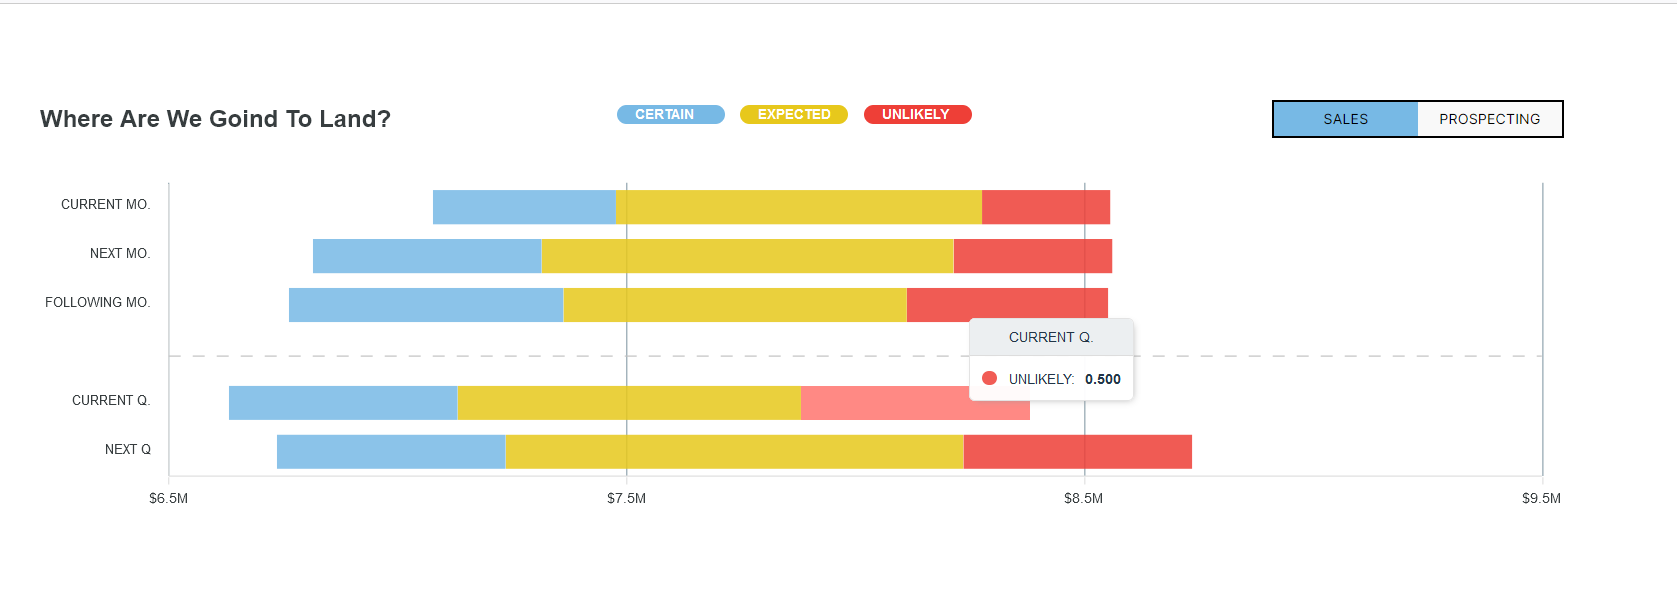 Where Are We Goind To Land?
CERTAIN
EXPECTED
UNLIKELY
SALES
PROSPECTING
CURRENT MO.
NEXT MO.
FOLLOWING MO.
CURRENT Q.
UNLIKELY: 0.500
CURRENT Q.
NEXT Q
$6.5M
$7.5M
$8.5M
$9.5M